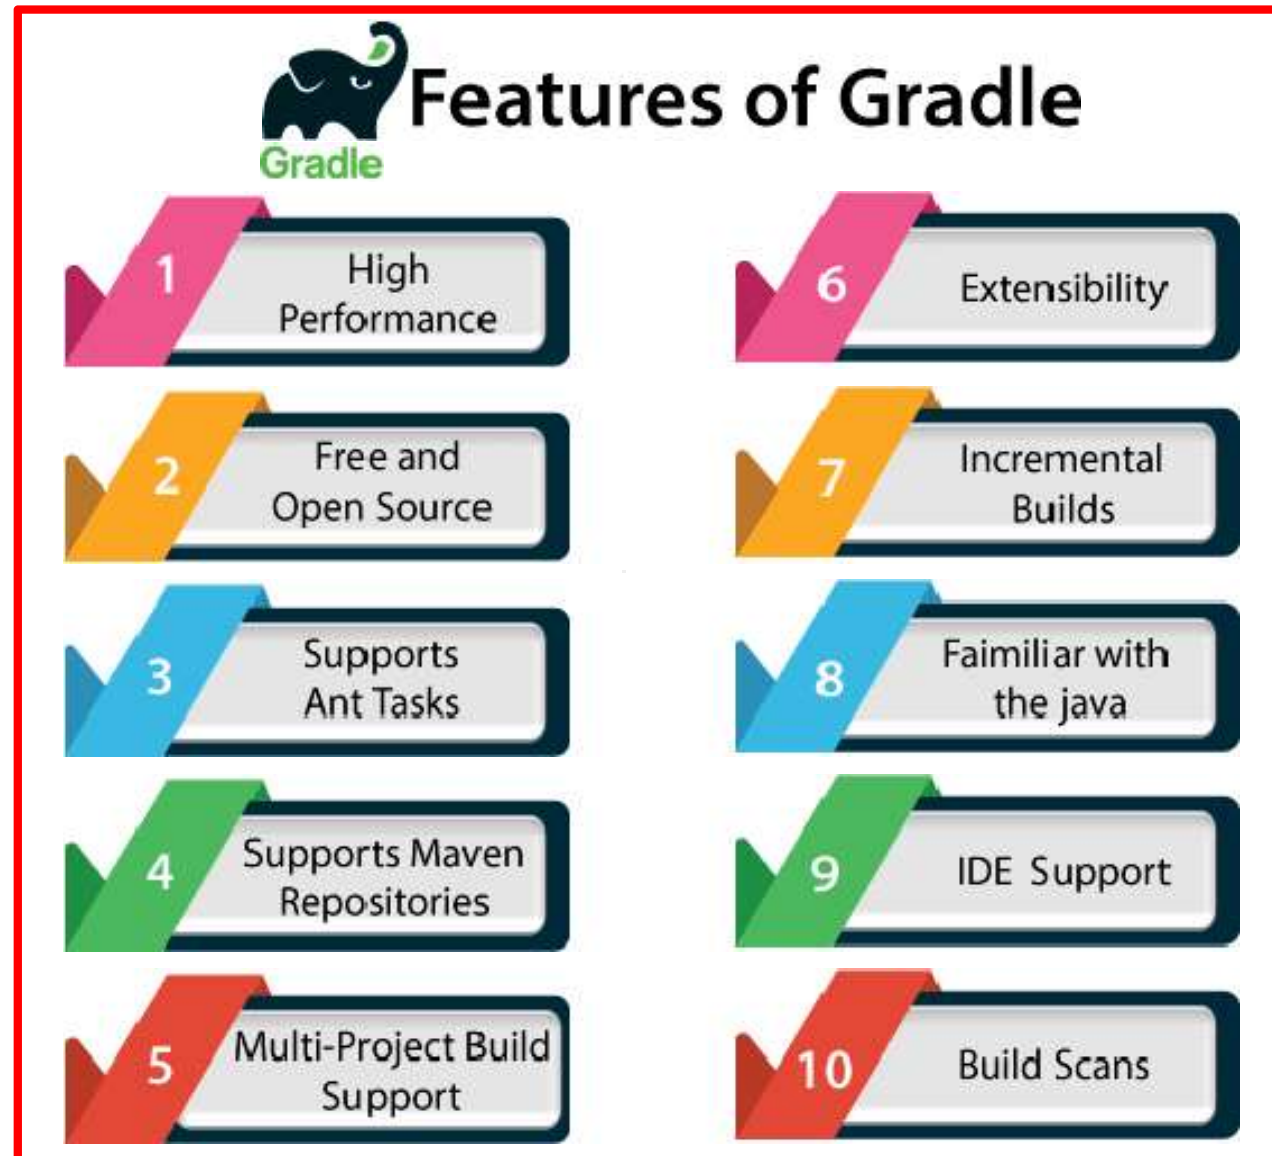 Features of Gradle
Gradle
1
High
Performance
2
Free and
Open Source
3
Supports
Ant Tasks
4
Supports Maven
Repositories
5
Multi-Project Build
Support
6
Extensibility
7
Incremental
Builds
8
Faimiliar with
the java
9
IDE Support
10
Build Scans